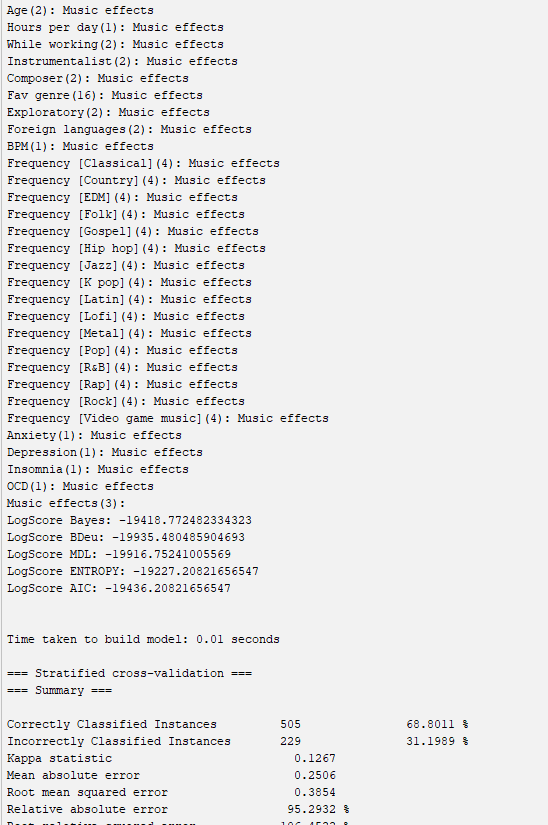 Age(2): Music effects
Hours per day(1): Music effects
While working(2): Music effects
Instrumentalist(2): Music effects
Composer(2): Music effects
Fav genre(16): Music effects
Exploratory(2): Music effects
Foreign languages(2): Music effects
BPM(1): Music effects
Frequency [Classical](4): Music effects
Frequency [Country](4): Music effects
Frequency [EDM](4): Music effects
Frequency [Folk](4): Music effects
Frequency [Gospel](4): Music effects
Frequency [Hip hop](4): Music effects
Frequency [Jazz](4): Music effects
Frequency [K pop](4): Music effects
Frequency [Latin](4): Music effects
Frequency [Lofi](4): Music effects
Frequency [Metal](4): Music effects
Frequency [Pop](4): Music effects
Frequency [R&B](4): Music effects
Frequency [Rap](4): Music effects
Frequency [Rock](4): Music effects
Frequency [Video game music](4): Music effects
Anxiety(1): Music effects
Depression(1): Music effects
Insomnia(1): Music effects
OCD(1): Music effects
Music effects(3):
LogScore Bayes: -19418.772482334323
LogScore BDeu: -19935.480485904693
LogScore MDL: -19916.75241005569
LogScore ENTROPY: -19227.20821656547
LogScore AIC: -19436.20821656547
Time taken to build model: 0.01 seconds
=== Stratified cross-validation ===
=== Summary ===
Correctly Classified Instances 505 68.8011 %
Incorrectly Classified Instances 229 31.1989 %
Kappa statistic 0.1267
Mean absolute error 0.2506
Root mean squared error 0.3854
Relative absolute error 95.2932 %